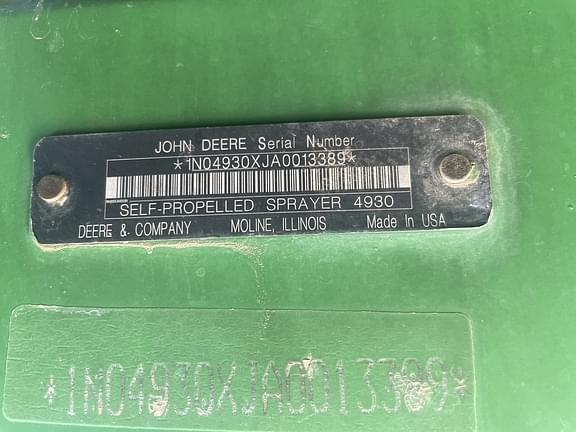 JOHN DEERE Serial Number
*1N04930XJA0013389*
SELF-PROPELLED SPRAYER 4930
DEERE & COMPANY MOLINE, ILLINOIS Made In USA
*1N04930XJA0013389*